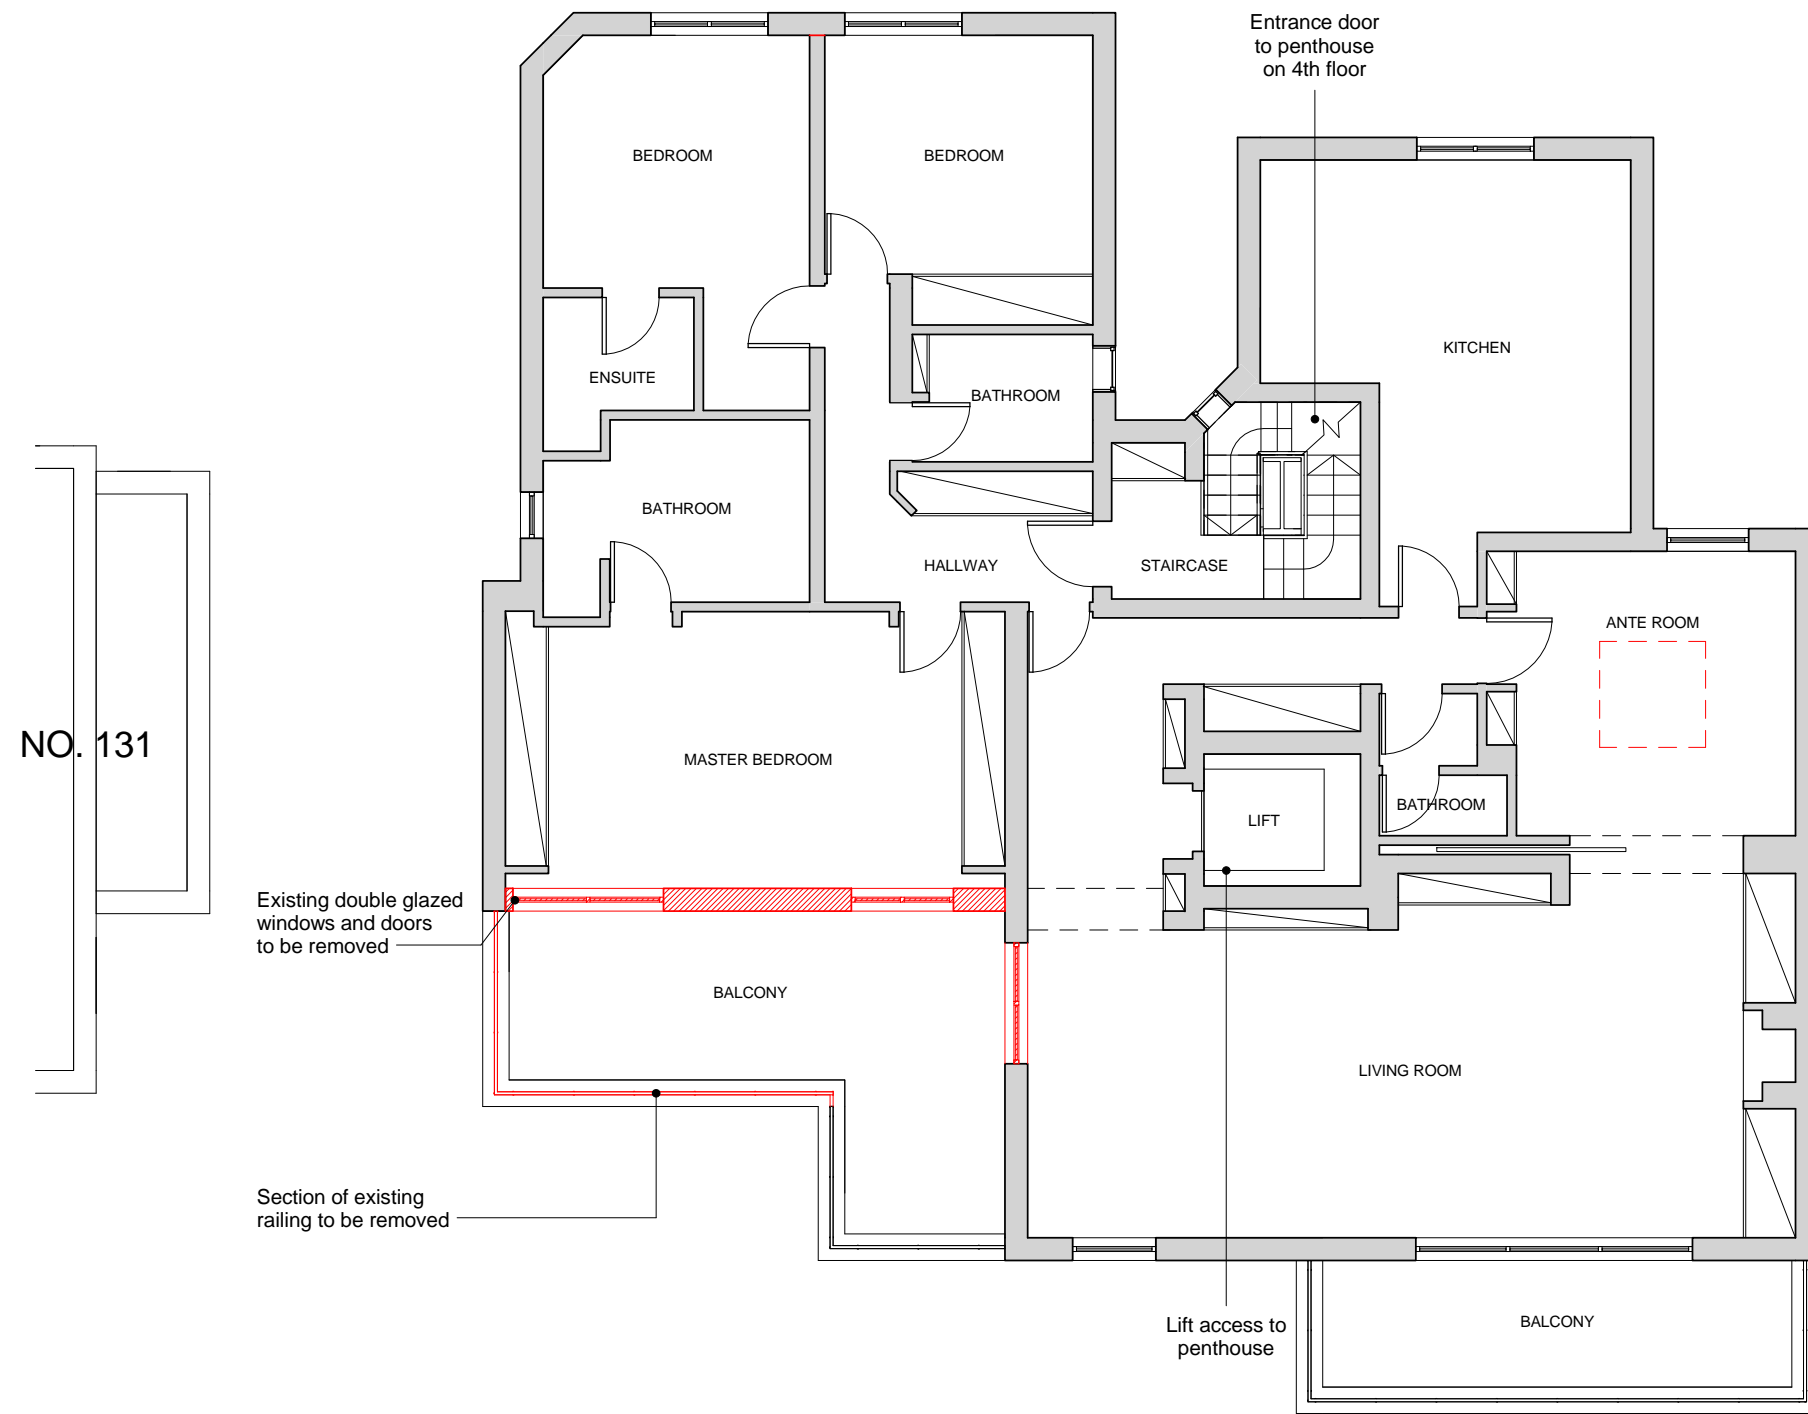 Entrance door
to penthouse
on 4th floor
BEDROOM
BEDROOM
KITCHEN
ENSUITE
BATHROOM
BATHROOM
HALLWAY
STAIRCASE
ANTE ROOM
NO. 131
MASTER BEDROOM
LIFT
BATHROOM
Existing double glazed
windows and doors
to be removed
BALCONY
LIVING ROOM
Section of existing
railing to be removed
Lift access to
penthouse
BALCONY